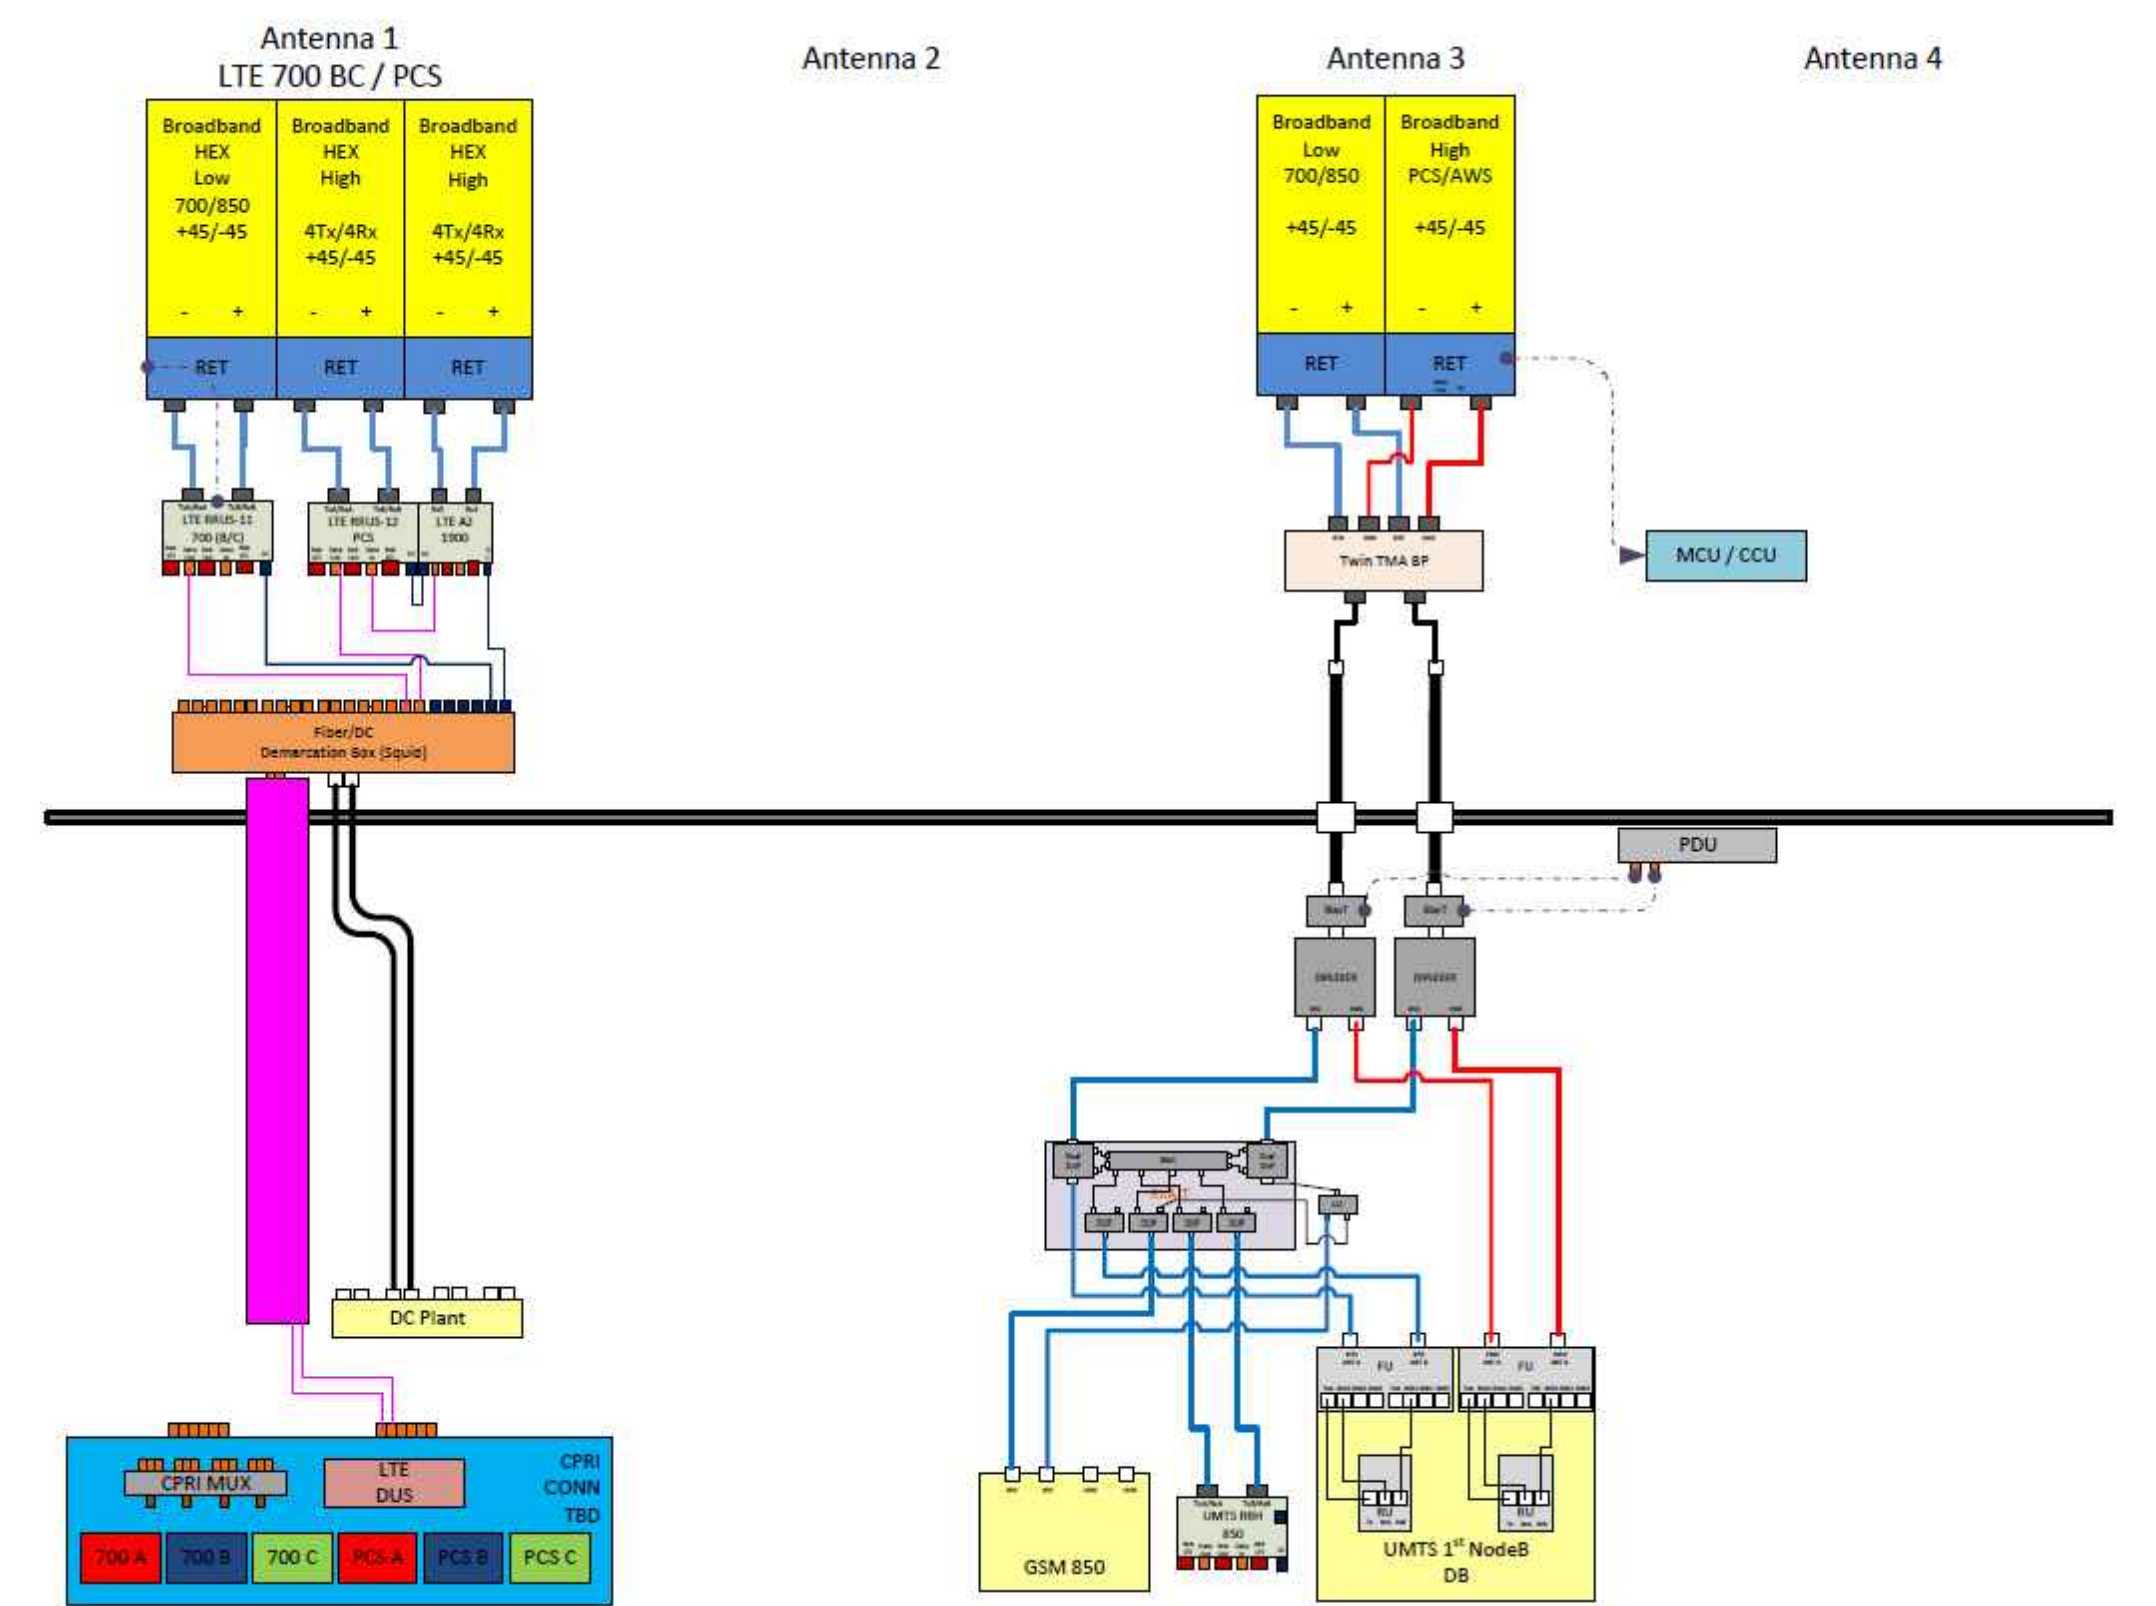 Antenna 1
LTE 700 BC / PCS
Antenna 2
Antenna 3
Antenna 4
Broadband
HEX
Low
700/850
+45/-45
- +
RET
Broadband
HEX
High
4Tx/4Rx
+45/-45
- +
RET
Broadband
HEX
High
4Tx/4Rx
+45/-45
- +
RET
Broadband
Low
700/850
+45/-45
- +
RET
Broadband
High
PCS/AWS
+45/-45
- +
RET
LTE RRUS-11
700 (B/C)
LTE RRUS-12
PCS
LTE A2
1900
Twin TMA BP
MCU / CCU
Fiber/DC
Demarcation Box (Squid)
PDU
BiasT
BiasT
DIPLEXER
DIPLEXER
DC Plant
CPRI MUX
LTE
DUS
CPRI
CONN
TBD
700 A
700 B
700 C
PCS A
PCS B
PCS C
GSM 850
UMTS RRH
850
FU
FU
RU
RU
UMTS 1st NodeB
DB